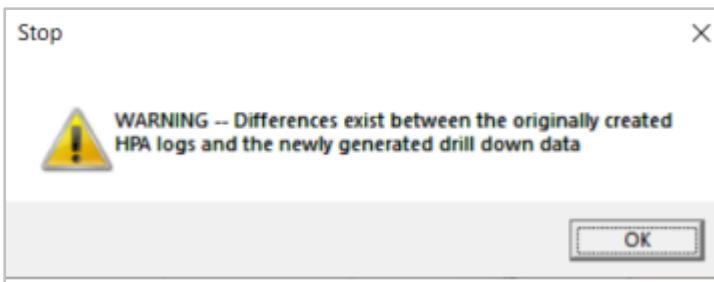 Stop
WARNING -- Differences exist between the originally created
HPA logs and the newly generated drill down data
OK